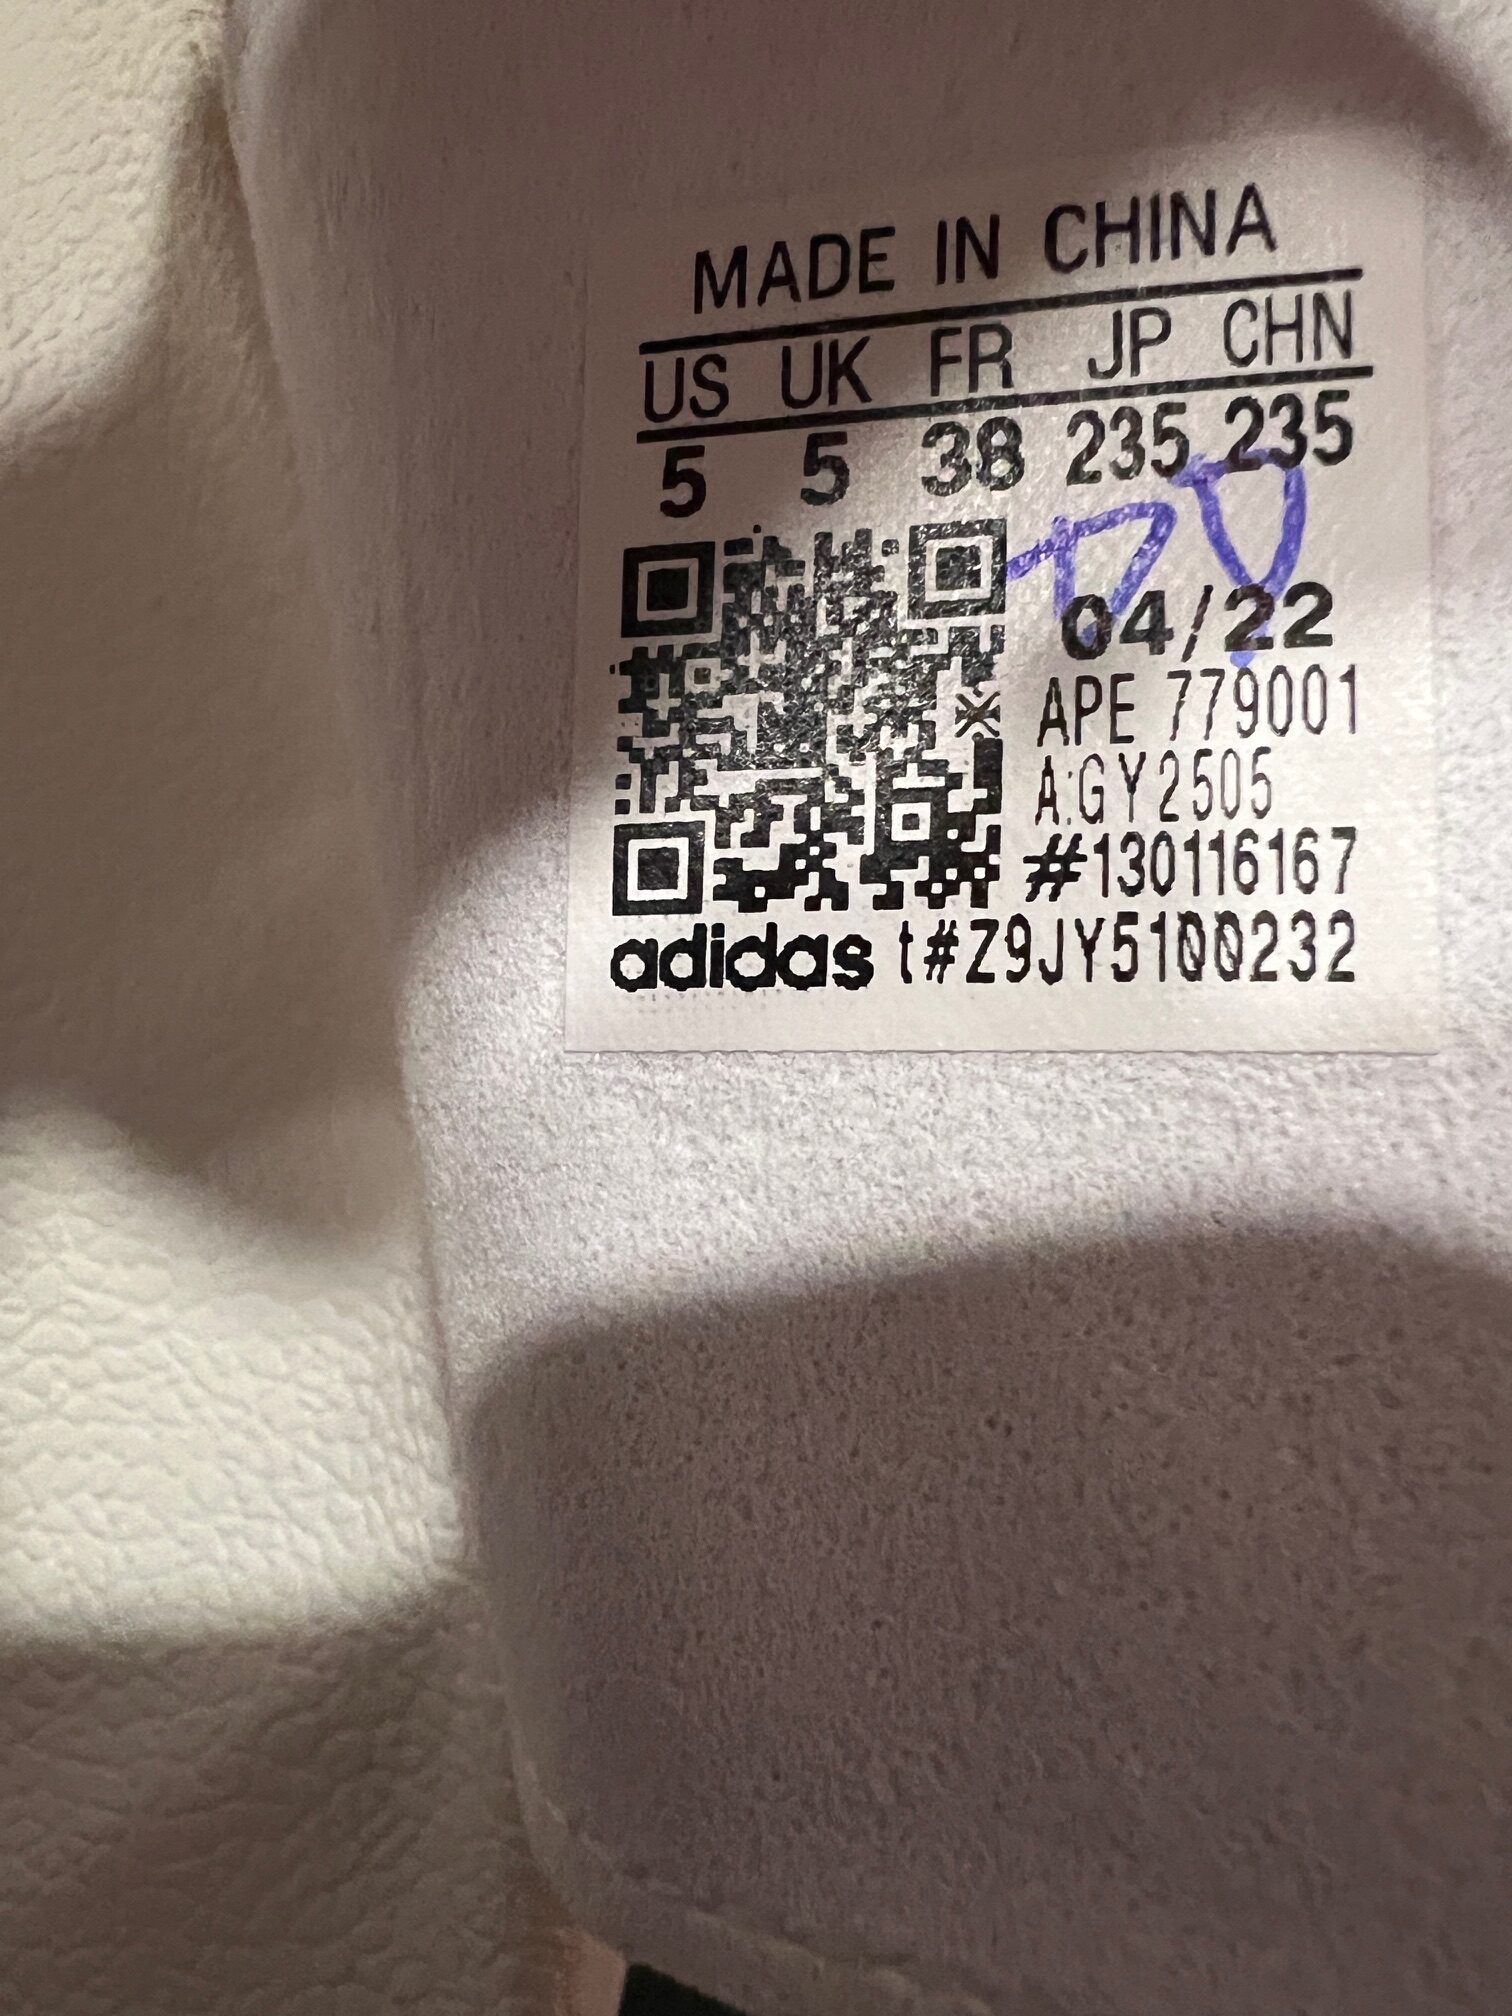 MADE IN CHINA
US UK FR JP CHN
5 5 38 235 235
04/22
APE 779001
A:GY2505
#130116167
adidas t#Z9JY5100232